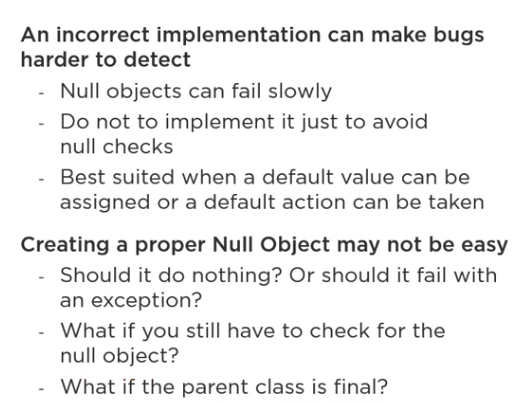 An incorrect implementation can make bugs
harder to detect
- Null objects can fail slowly
- Do not to implement it just to avoid
null checks
- Best suited when a default value can be
assigned or a default action can be taken
Creating a proper Null Object may not be easy
- Should it do nothing? Or should it fail with
an exception?
- What if you still have to check for the
null object?
- What if the parent class is final?